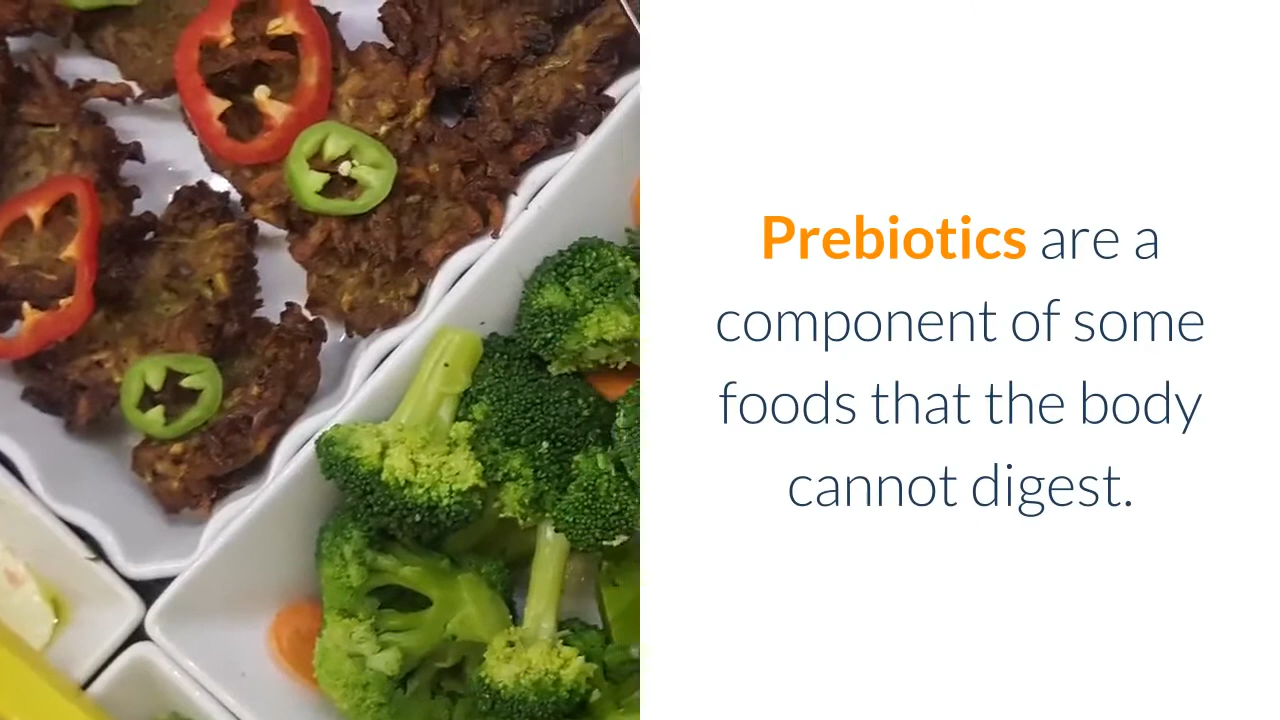 Prebiotics are a
component of some
foods that the body
cannot digest.